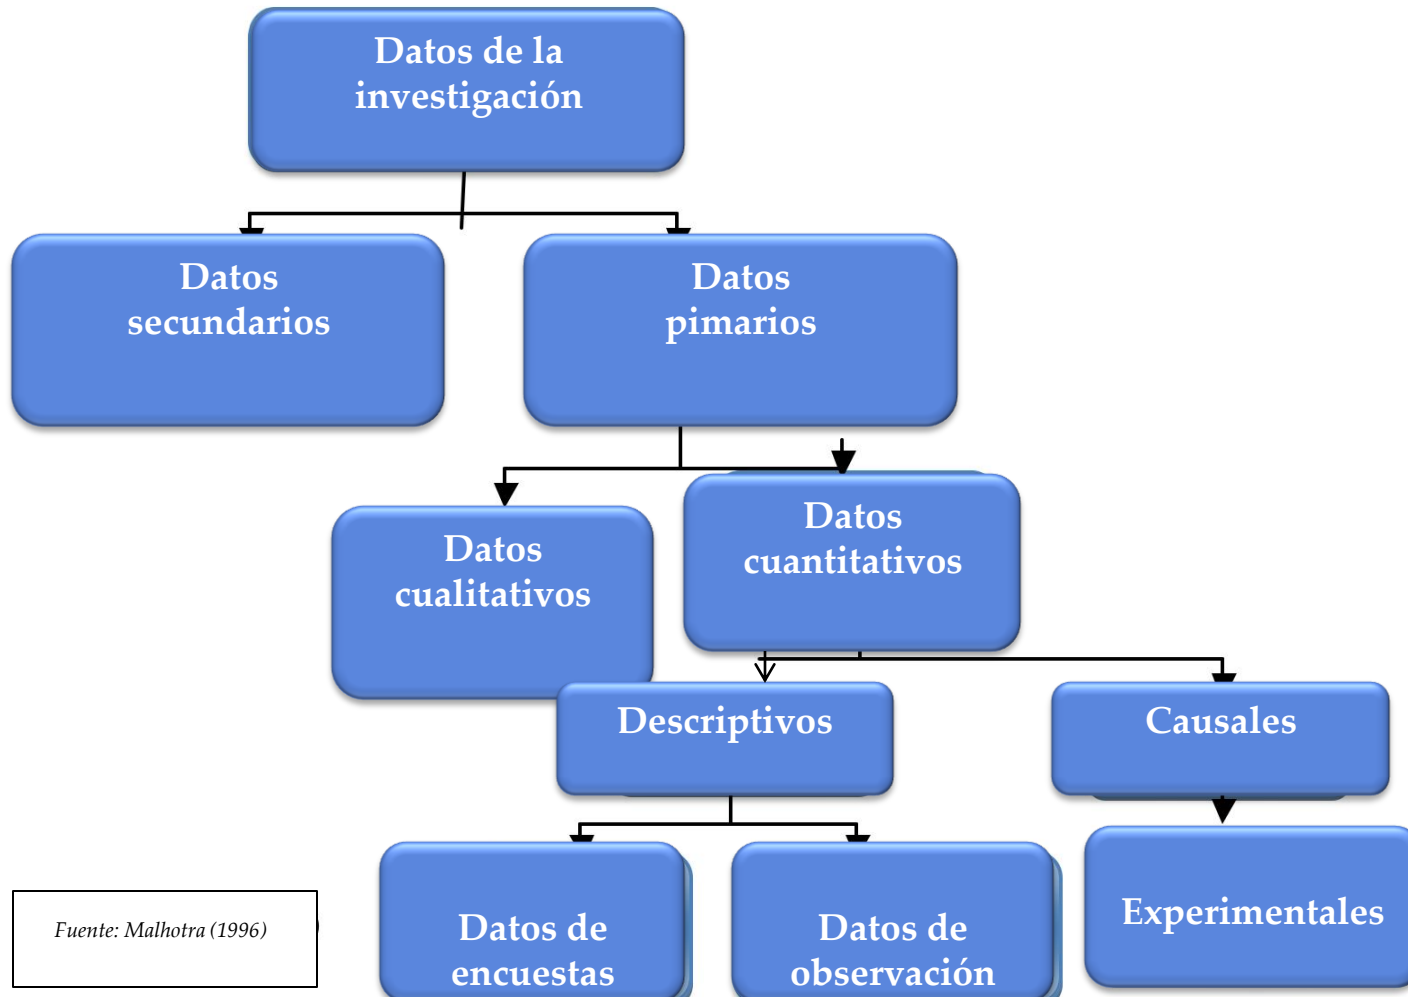 Datos de la
investigación
Datos
secundarios
Datos
pimarios
Datos
cualitativos
Datos
cuantitativos
Descriptivos
Causales
Datos de
encuestas
Datos de
observación
Experimentales
Fuente: Malhotra (1996)